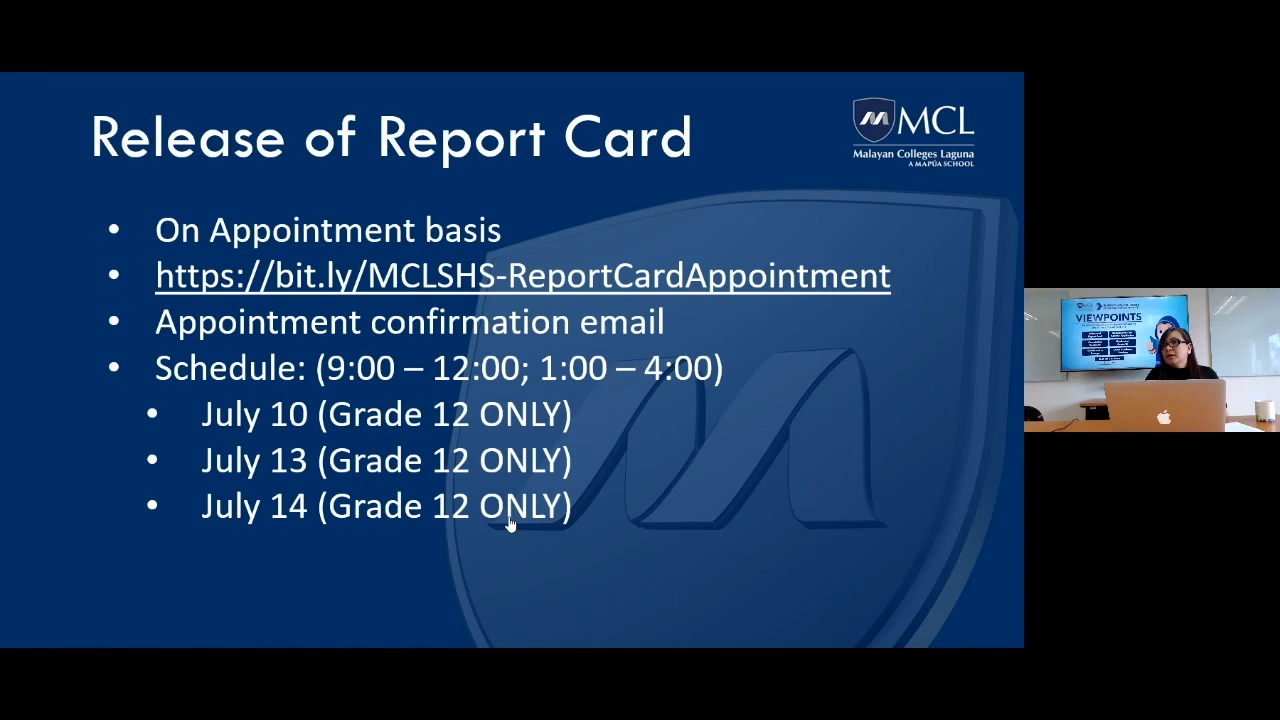 Release of Report Card
MCL
Malayan Colleges Laguna
A MAPÚA SCHOOL
• On Appointment basis
• https://bit.ly/MCLSHS-ReportCardAppointment
• Appointment confirmation email
• Schedule: (9:00 – 12:00; 1:00 – 4:00)
• July 10 (Grade 12 ONLY)
• July 13 (Grade 12 ONLY)
• July 14 (Grade 12 ONLY)
MCL
VIEWPOINTS